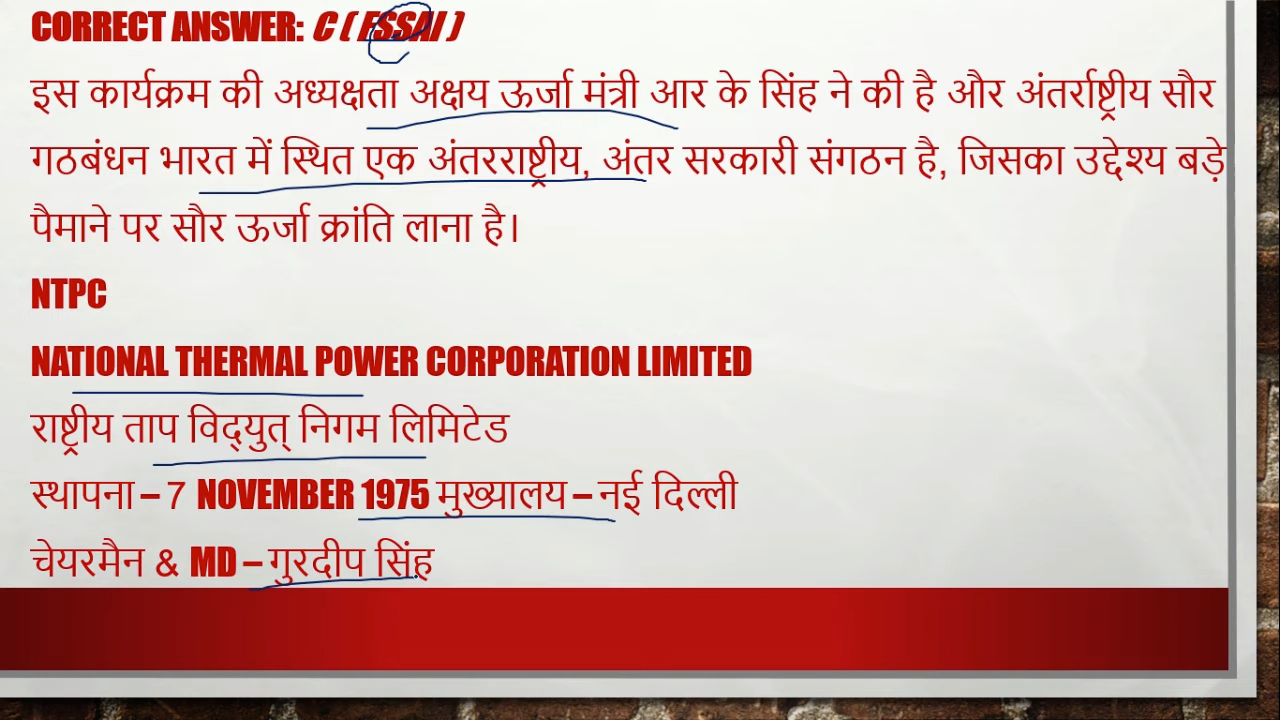 CORRECT ANSWER: C ( ESSAI )
इस कार्यक्रम की अध्यक्षता अक्षय ऊर्जा मंत्री आर के सिंह ने की है और अंतर्राष्ट्रीय सौर
गठबंधन भारत में स्थित एक अंतरराष्ट्रीय, अंतर सरकारी संगठन है, जिसका उद्देश्य बड़े
पैमाने पर सौर ऊर्जा क्रांति लाना है।
NTPC
NATIONAL THERMAL POWER CORPORATION LIMITED
राष्ट्रीय ताप विद्युत् निगम लिमिटेड
स्थापना – 7 NOVEMBER 1975 मुख्यालय – नई दिल्ली
चेयरमैन & MD – गुरदीप सिंह